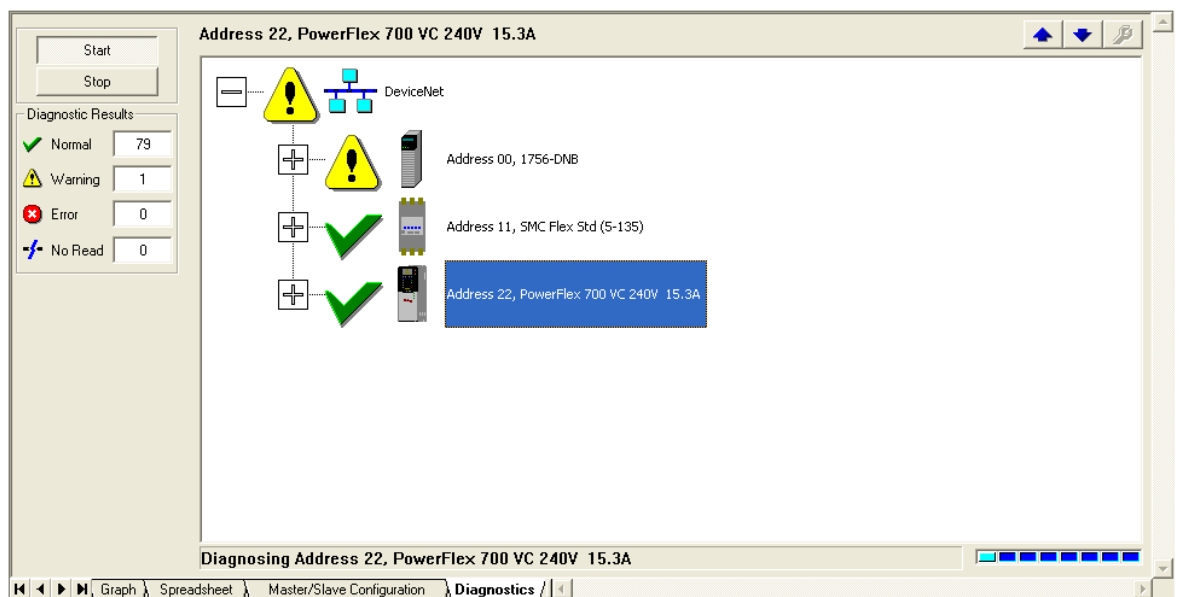 Address 22, PowerFlex 700 VC 240V 15.3A
Start
Stop
Diagnostic Results
Normal 79
Warning 1
Error 0
No Read 0
DeviceNet
Address 00, 1756-DNB
Address 11, SMC Flex Std (5-135)
Address 22, PowerFlex 700 VC 240V 15.3A
Diagnosing Address 22, PowerFlex 700 VC 240V 15.3A
Graph Spreadsheet Master/Slave Configuration Diagnostics